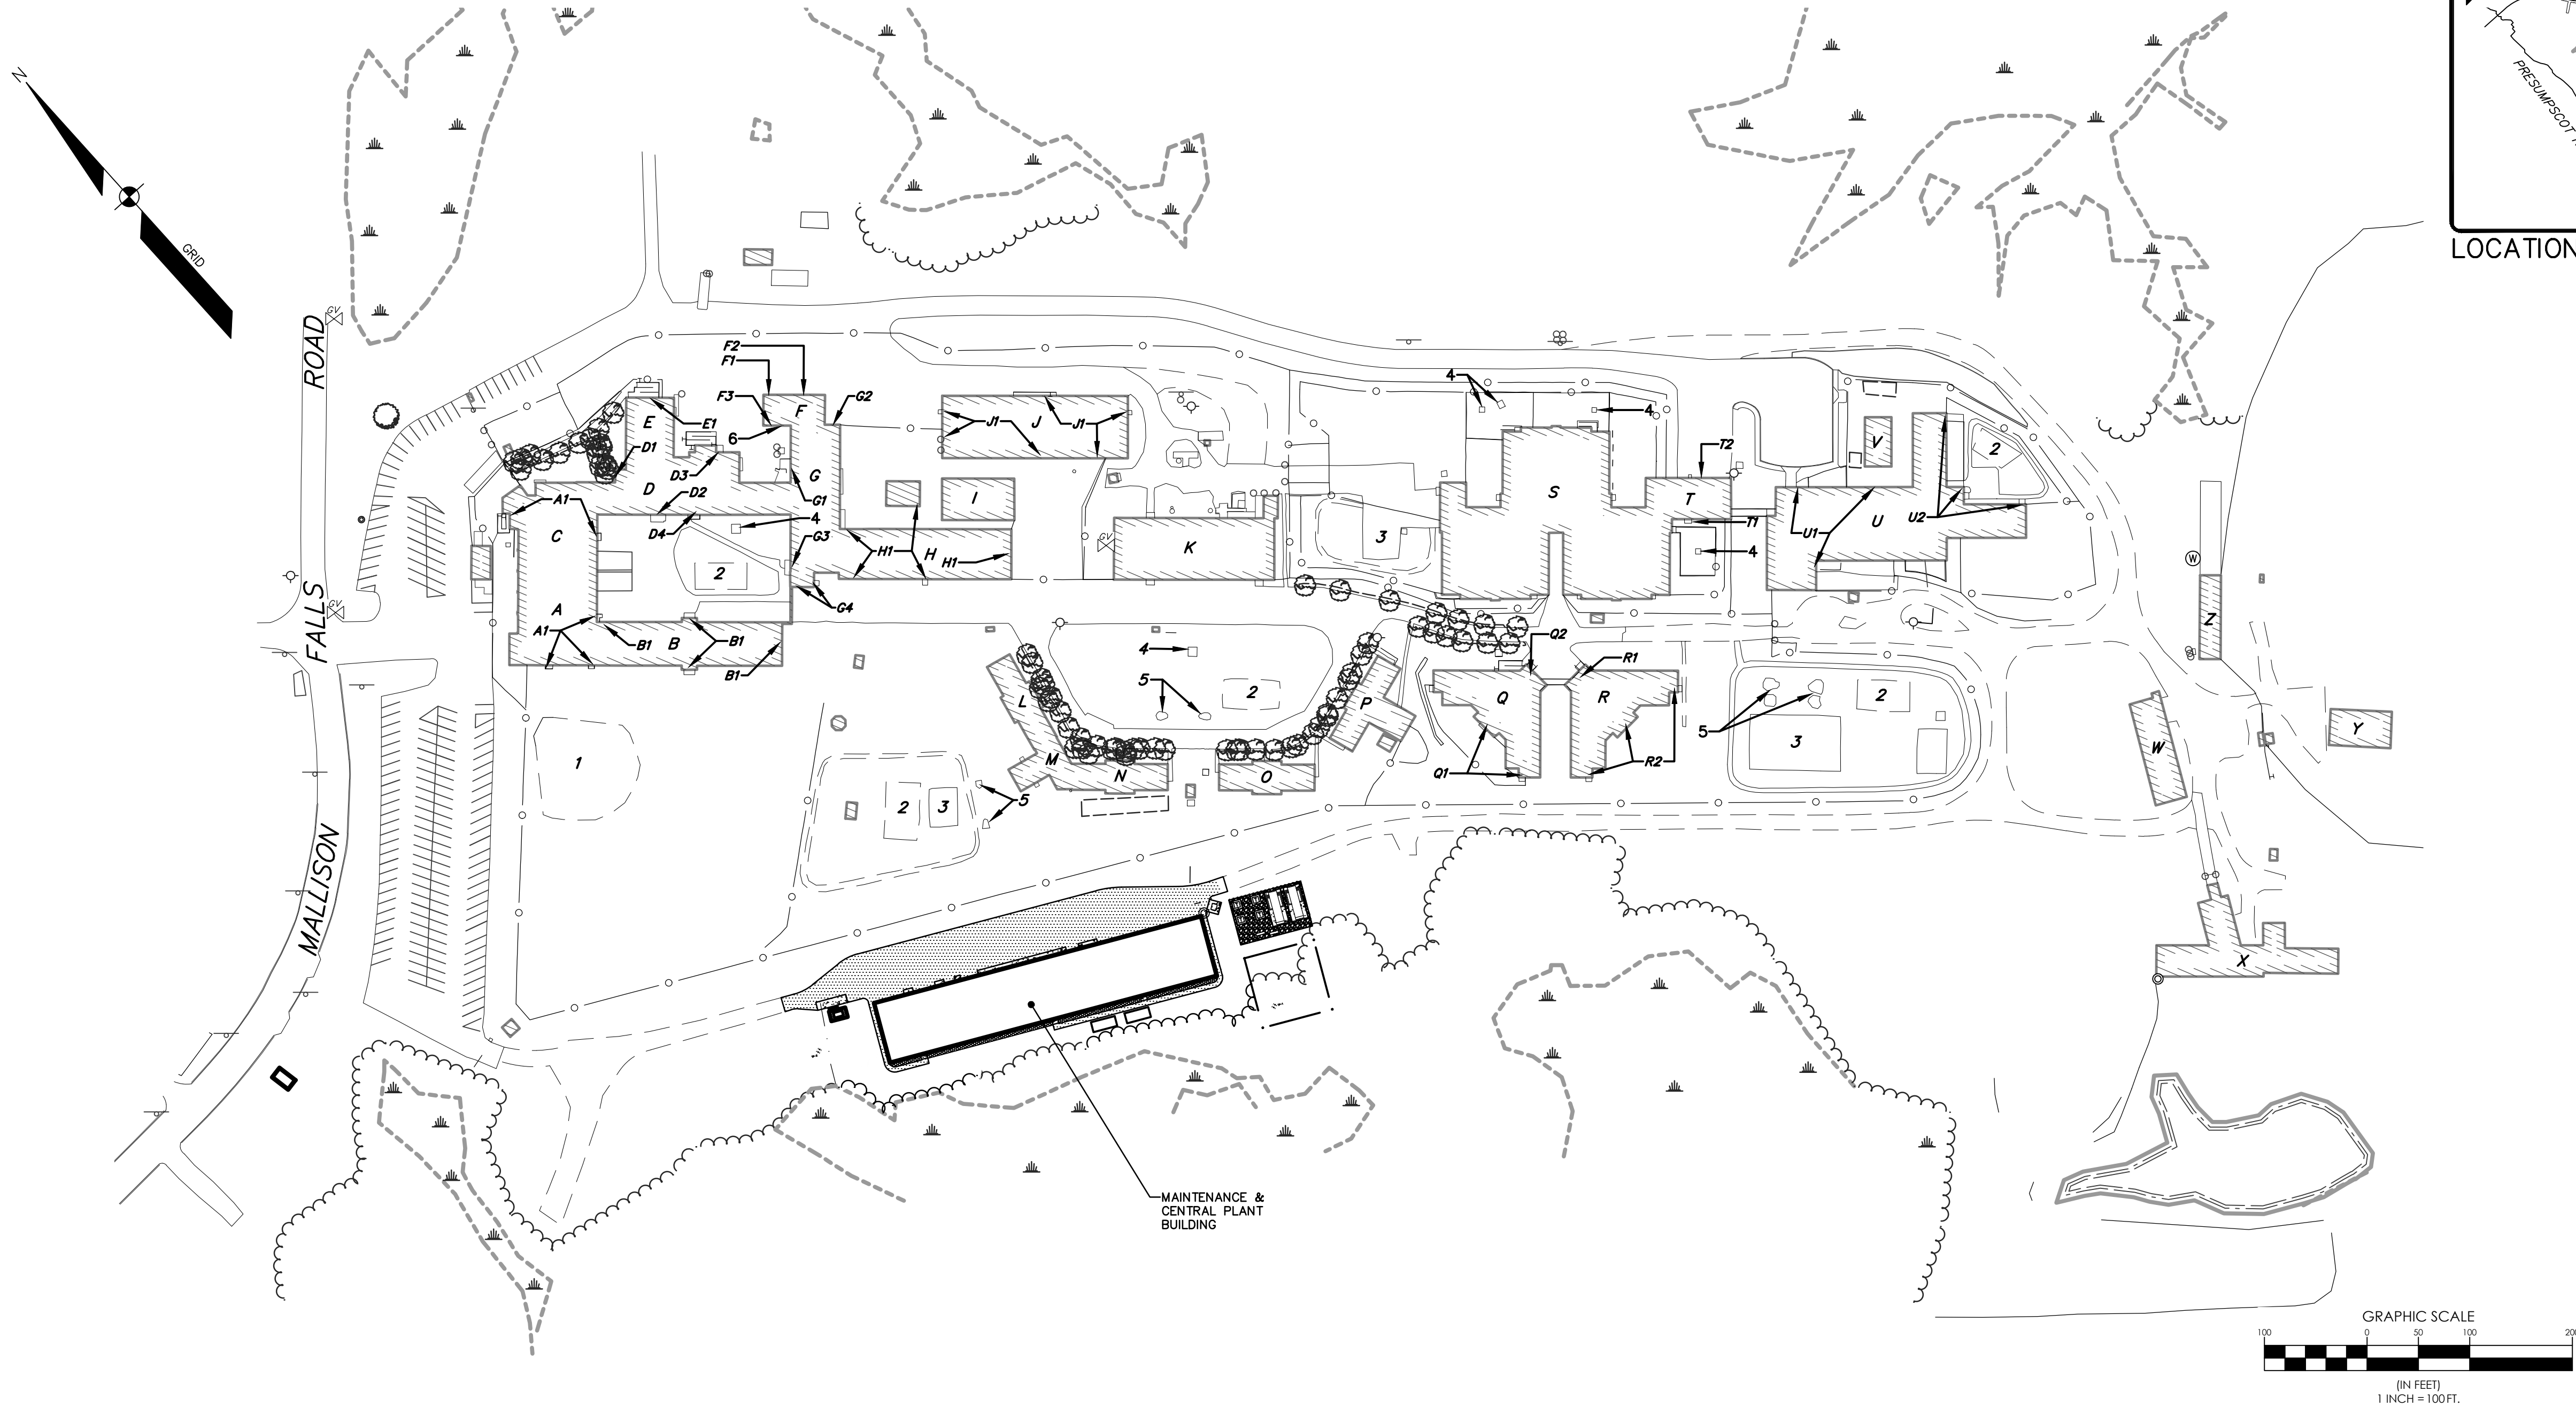 PRESUMPSCOT
LOCATION
N
GRID
MALLISON FALLS ROAD
GV
GV
GV
F2
F1
F3
F
G2
6
E
E1
D1
D3
D
D2
D4
4
G
G1
G3
G4
A1
C
A
A1
B1
B
B1
B1
2
J1
J
J1
I
H1
H
H1
K
3
4
4
S
T2
T
T1
4
V
U
U1
U2
2
W
Z
Y
W
X
L
M
N
O
P
4
5
2
Q2
Q
Q1
R1
R
R2
5
2
3
1
2
3
5
MAINTENANCE &
CENTRAL PLANT
BUILDING
GRAPHIC SCALE
100 0 50 100
(IN FEET)
1 INCH = 100 FT.